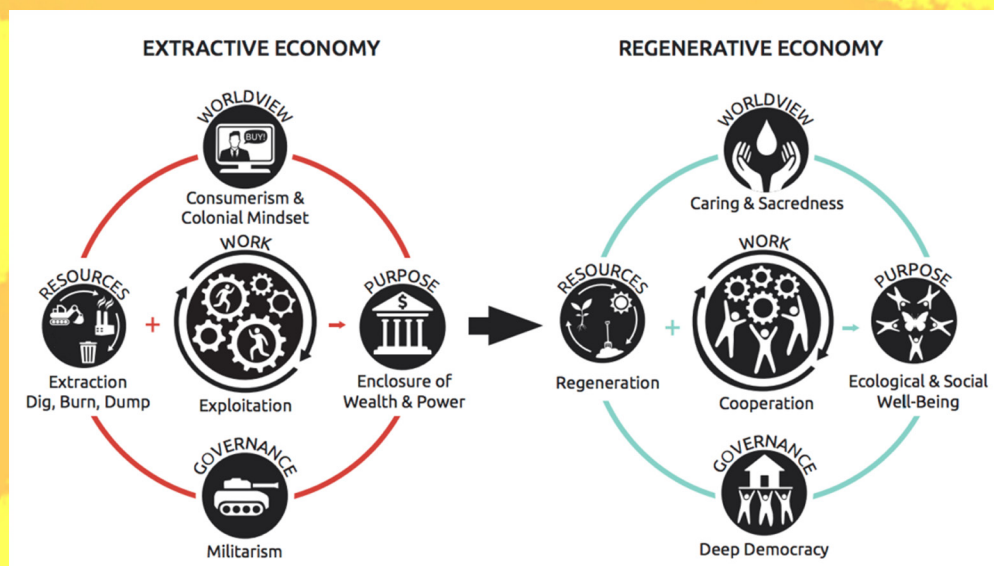 EXTRACTIVE ECONOMY
WORLDVIEW
BUY!
Consumerism &
Colonial Mindset
RESOURCES
Extraction
Dig, Burn, Dump
+
WORK
Exploitation
PURPOSE
$
Enclosure of
Wealth & Power
GOVERNANCE
Militarism
REGENERATIVE ECONOMY
WORLDVIEW
Caring & Sacredness
RESOURCES
Regeneration
+
WORK
Cooperation
PURPOSE
Ecological & Social
Well-Being
GOVERNANCE
Deep Democracy